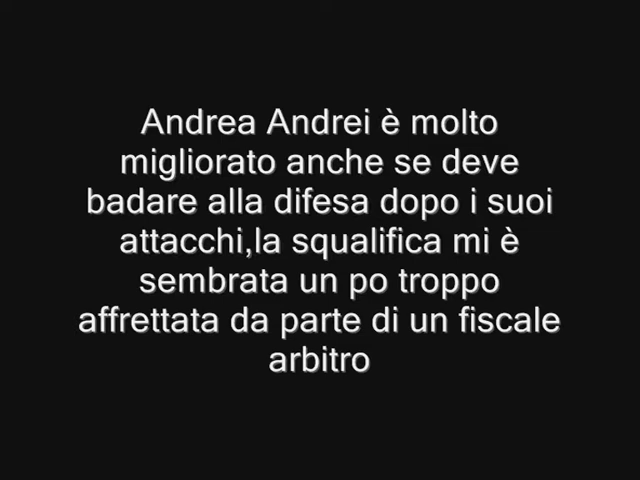 Andrea Andrei è molto
migliorato anche se deve
badare alla difesa dopo i suoi
attacchi,la squalifica mi è
sembrata un po troppo
affrettata da parte di un fiscale
arbitro